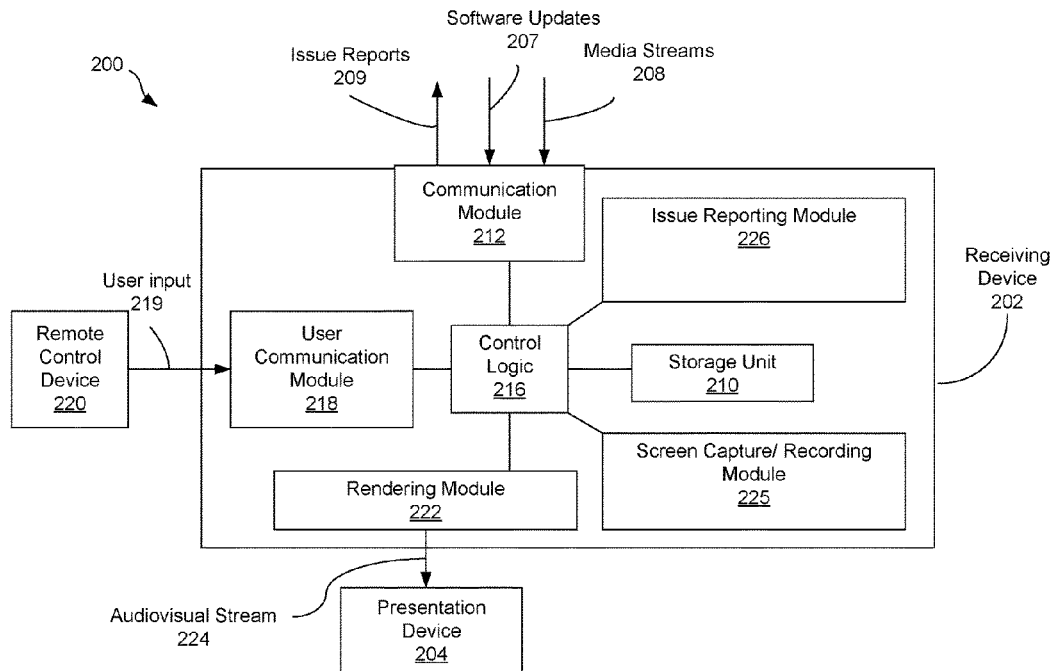 Software Updates
207
Issue Reports
209
Media Streams
208
200
Communication
Module
212
Issue Reporting Module
226
Receiving
Device
202
User input
219
Remote
Control
Device
220
User
Communication
Module
218
Control
Logic
216
Storage Unit
210
Screen Capture/ Recording
Module
225
Rendering Module
222
Audiovisual Stream
224
Presentation
Device
204